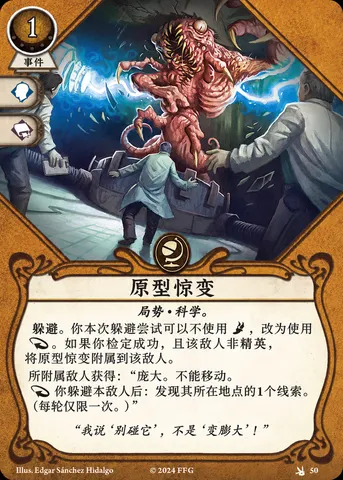 1
事件
原型惊变
局势·科学。
躲避。你本次躲避尝试可以不使用，改为使用
。如果你检定成功，且该敌人非精英，
将原型惊变附属到该敌人。
所附属敌人获得：“庞大。不能移动。
你躲避本敌人后：发现其所在地点的1个线索。
（每轮仅限一次。）”
“我说‘别碰它’，不是‘变膨大’！”
Illus. Edgar Sánchez Hidalgo © 2024 FFG 50